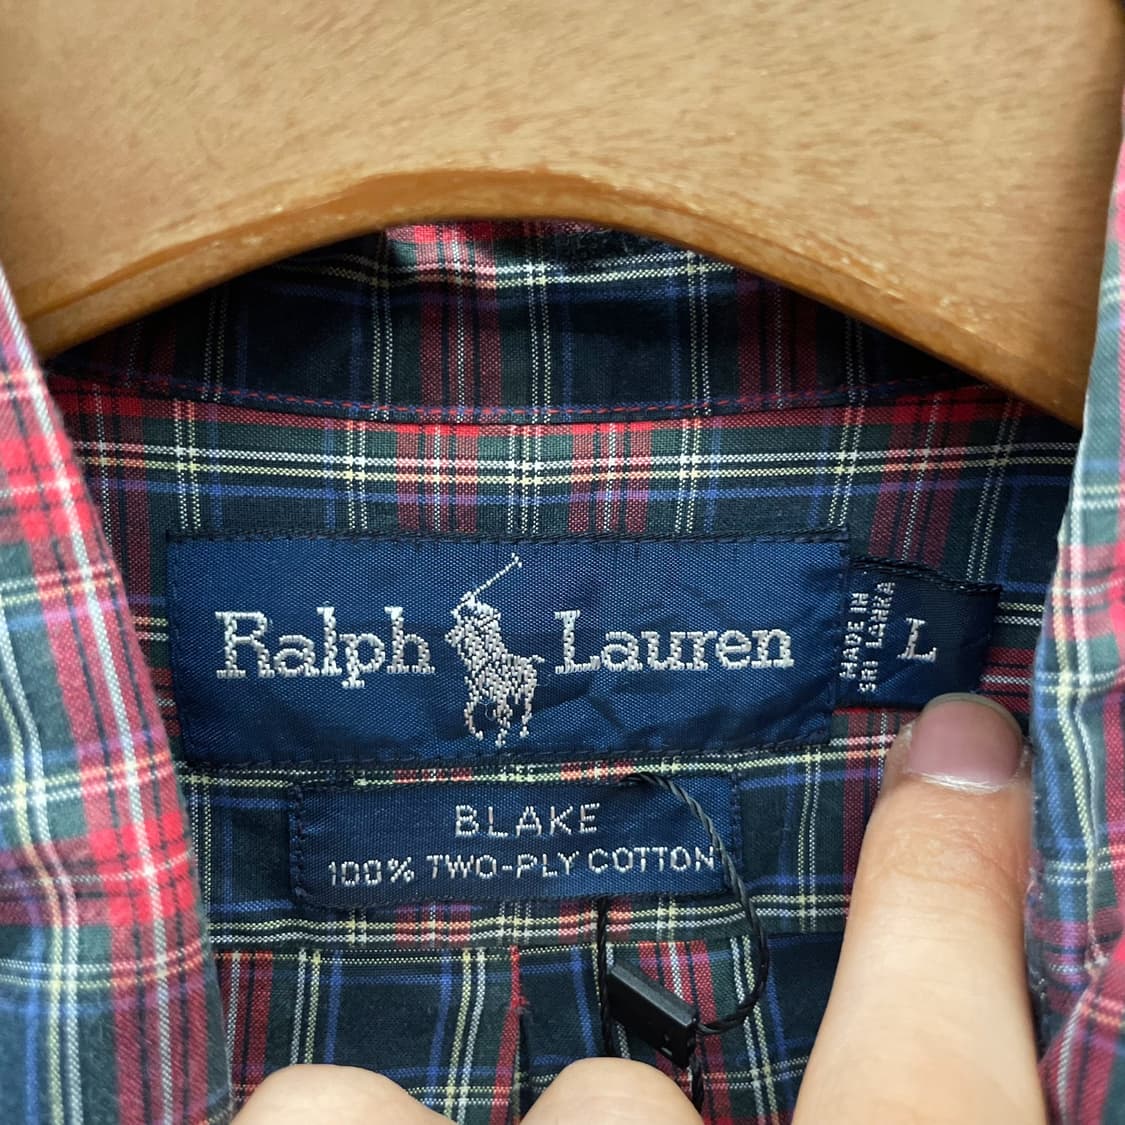 Ralph Lauren
MADE IN
SRI LANKA
L
BLAKE
100% TWO-PLY COTTON